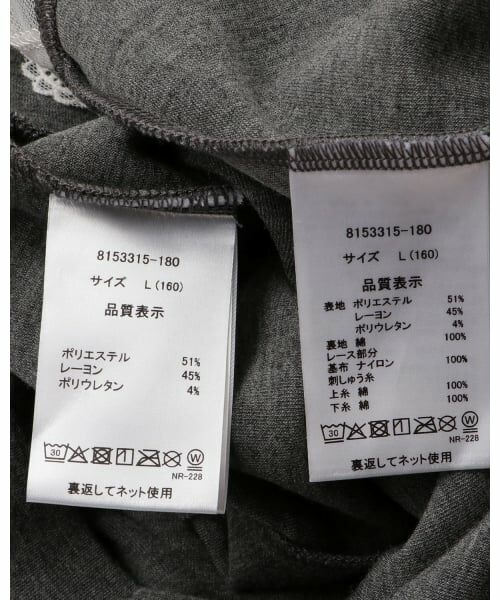 8153315-180
サイズ L(160)
品質表示
ポリエステル 51%
レーヨン 45%
ポリウレタン 4%
30 W
NR-228
裏返してネット使用
8153315-180
サイズ L(160)
品質表示
表地 ポリエステル 51%
レーヨン 45%
ポリウレタン 4%
裏地 綿 100%
レース部分
基布 ナイロン 100%
刺しゅう糸
上糸 綿 100%
下糸 綿 100%
30 W
NR-228
裏返してネット使用